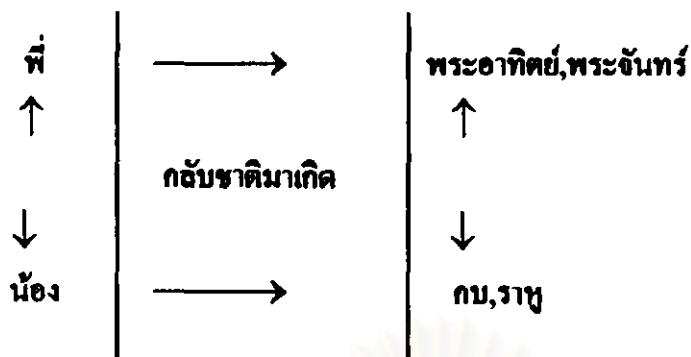 พี่ พระอาทิตย์,พระจันทร์
กลับชาติมาเกิด
น้อง กบ,ราหู